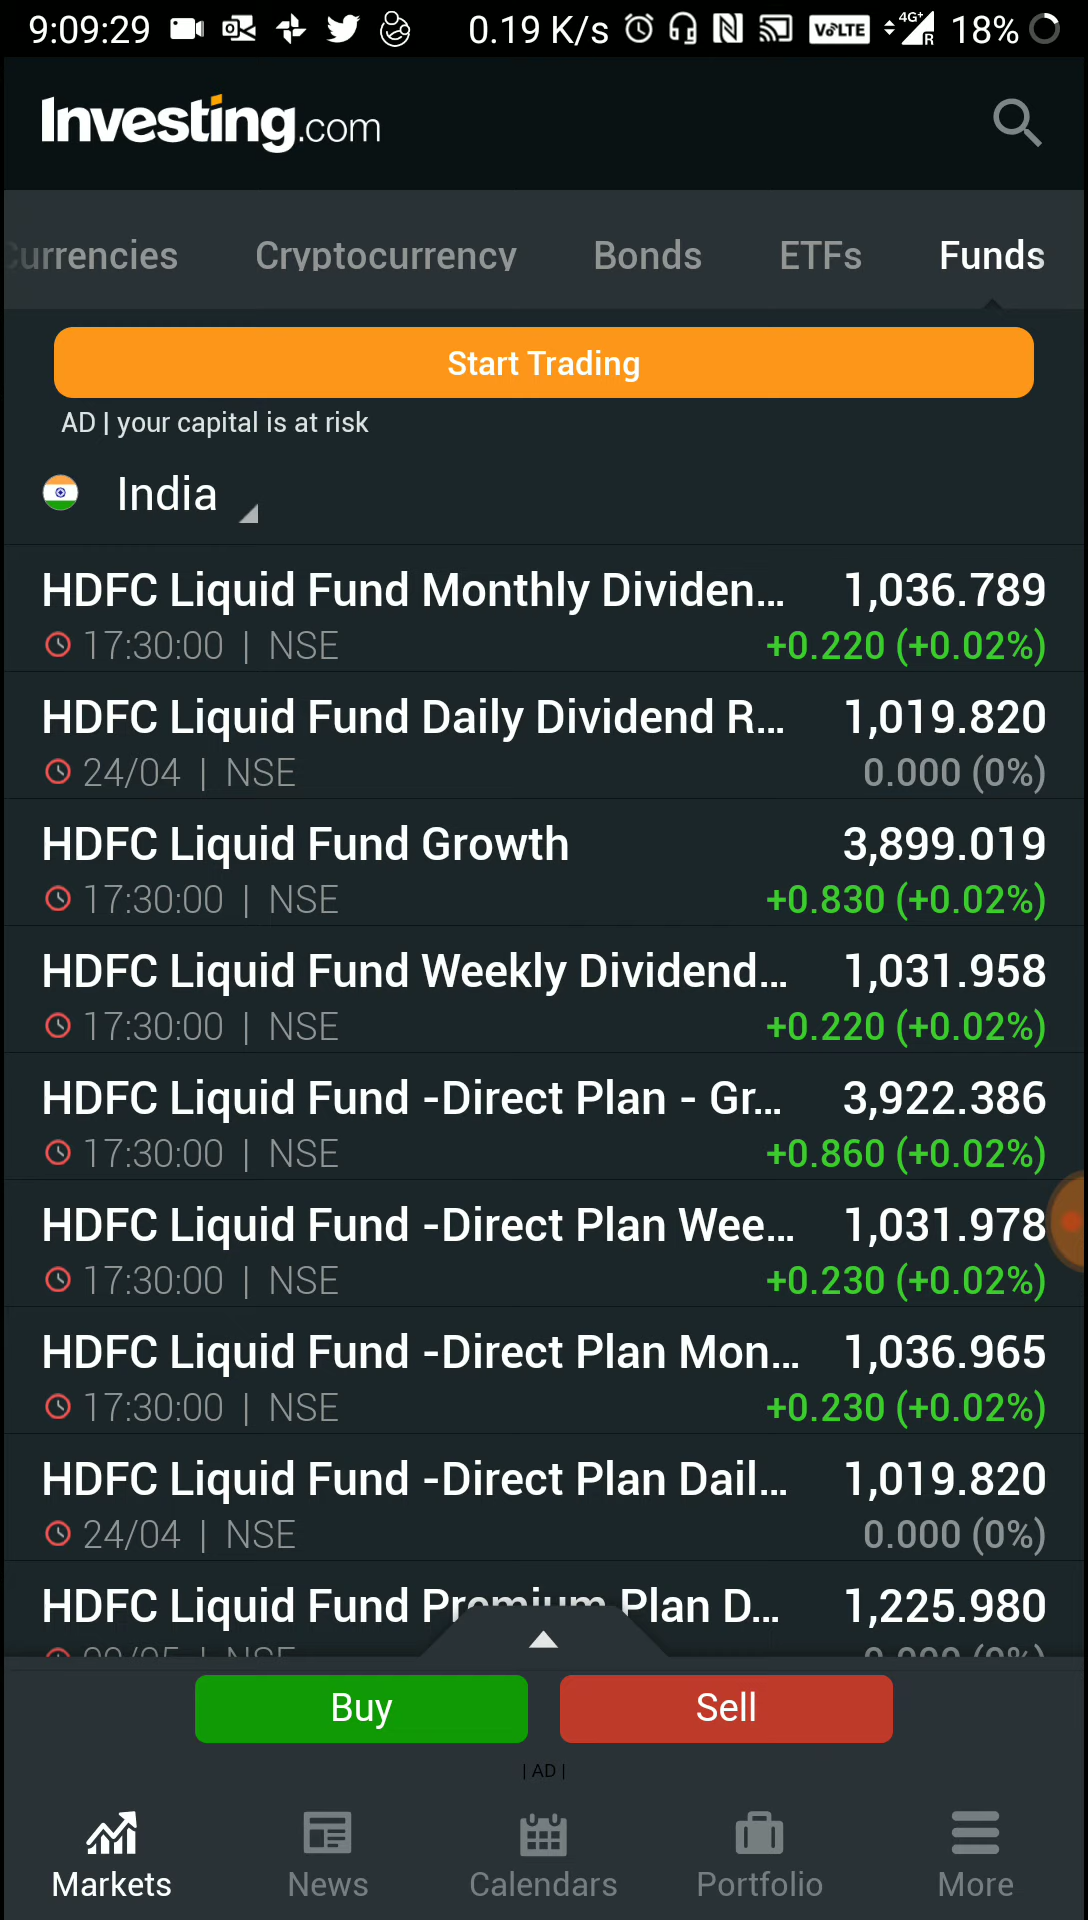 9:09:29 0.19 K/s VoLTE 4G+ R 18%
Investing.com
Currencies Cryptocurrency Bonds ETFs Funds
Start Trading
AD | your capital is at risk
India
HDFC Liquid Fund Monthly Dividen... 1,036.789
17:30:00 | NSE +0.220 (+0.02%)
HDFC Liquid Fund Daily Dividend R... 1,019.820
24/04 | NSE 0.000 (0%)
HDFC Liquid Fund Growth 3,899.019
17:30:00 | NSE +0.830 (+0.02%)
HDFC Liquid Fund Weekly Dividend... 1,031.958
17:30:00 | NSE +0.220 (+0.02%)
HDFC Liquid Fund -Direct Plan - Gr... 3,922.386
17:30:00 | NSE +0.860 (+0.02%)
HDFC Liquid Fund -Direct Plan Wee... 1,031.978
17:30:00 | NSE +0.230 (+0.02%)
HDFC Liquid Fund -Direct Plan Mon... 1,036.965
17:30:00 | NSE +0.230 (+0.02%)
HDFC Liquid Fund -Direct Plan Dail... 1,019.820
24/04 | NSE 0.000 (0%)
HDFC Liquid Fund Premium Plan D... 1,225.980
NSE 0.000 (0%)
Buy Sell
| AD |
Markets News Calendars Portfolio More